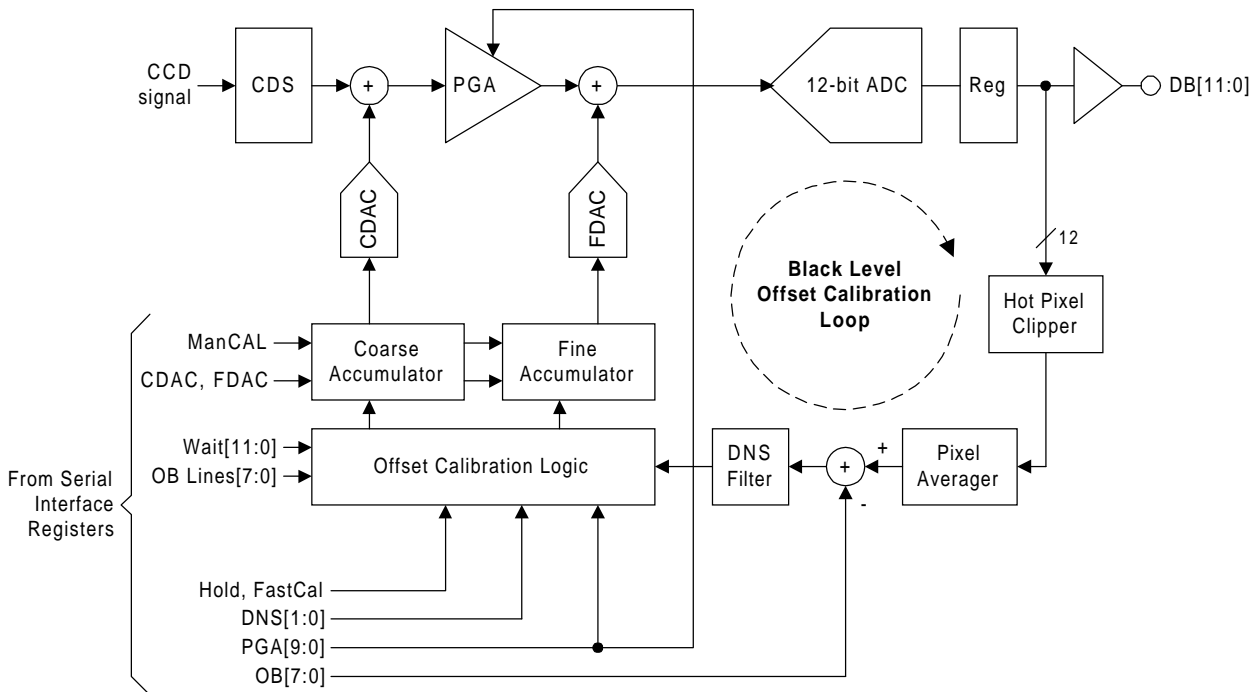 CCD
signal
CDS
+
PGA
+
12-bit ADC
Reg
DB[11:0]
CDAC
FDAC
12
Black Level
Offset Calibration
Loop
Hot Pixel
Clipper
ManCAL
CDAC, FDAC
Coarse
Accumulator
Fine
Accumulator
Wait[11:0]
OB Lines[7:0]
Offset Calibration Logic
DNS
Filter
+
+
-
Pixel
Averager
From Serial
Interface
Registers
Hold, FastCal
DNS[1:0]
PGA[9:0]
OB[7:0]